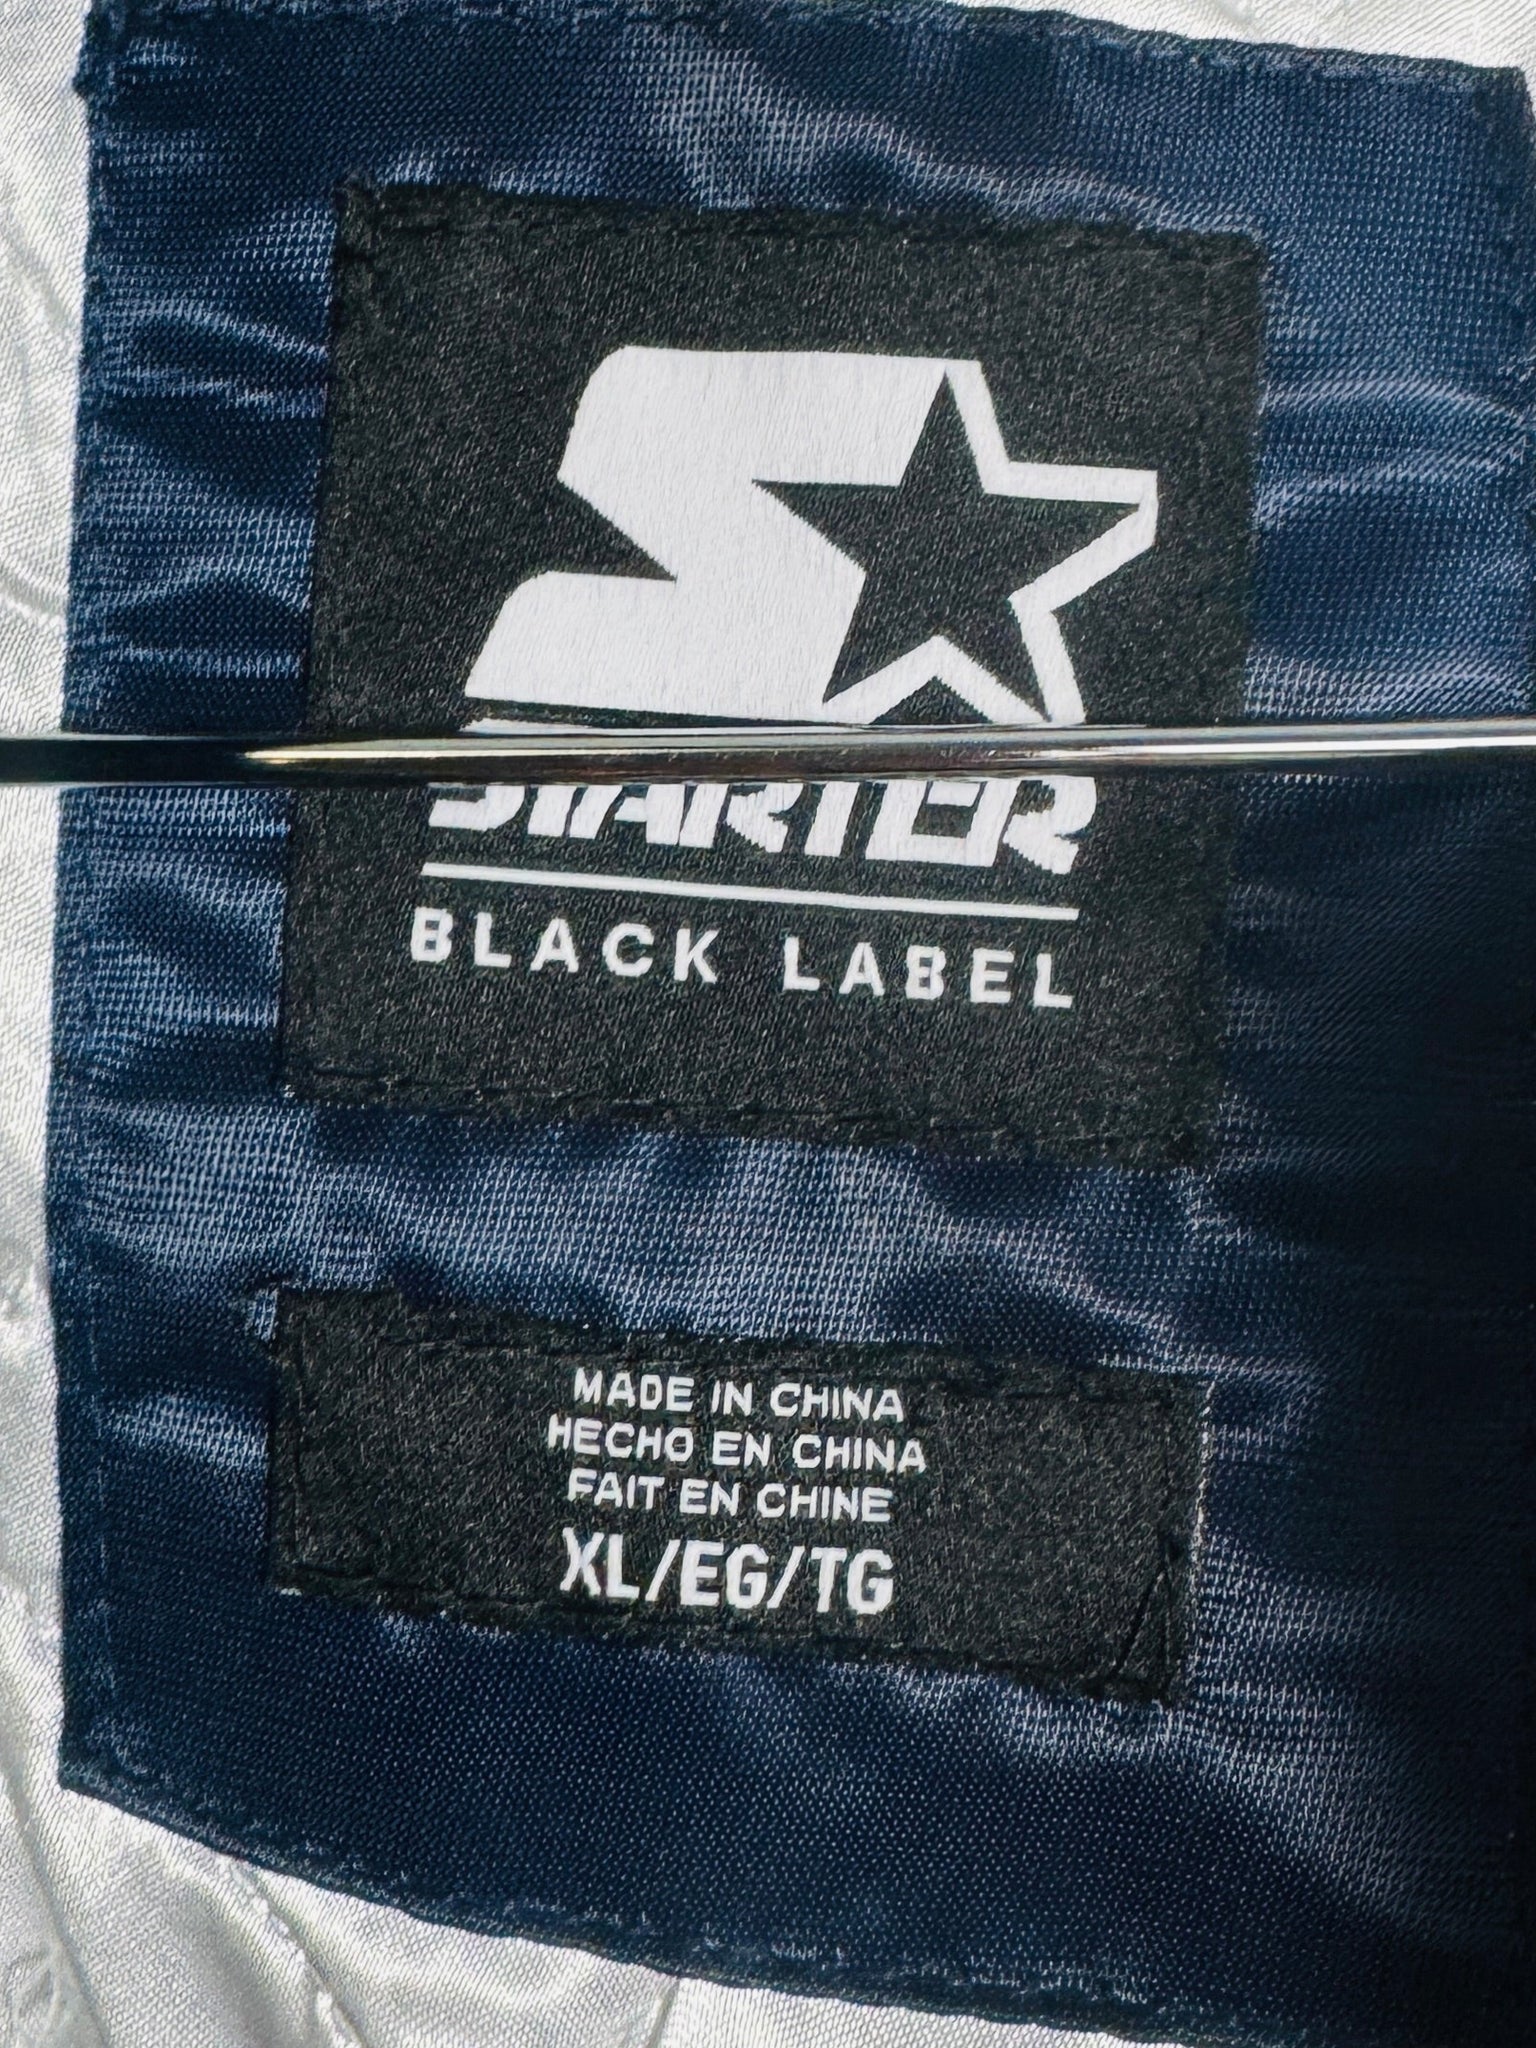 STARTER
BLACK LABEL
MADE IN CHINA
HECHO EN CHINA
FAIT EN CHINE
XL/EG/TG